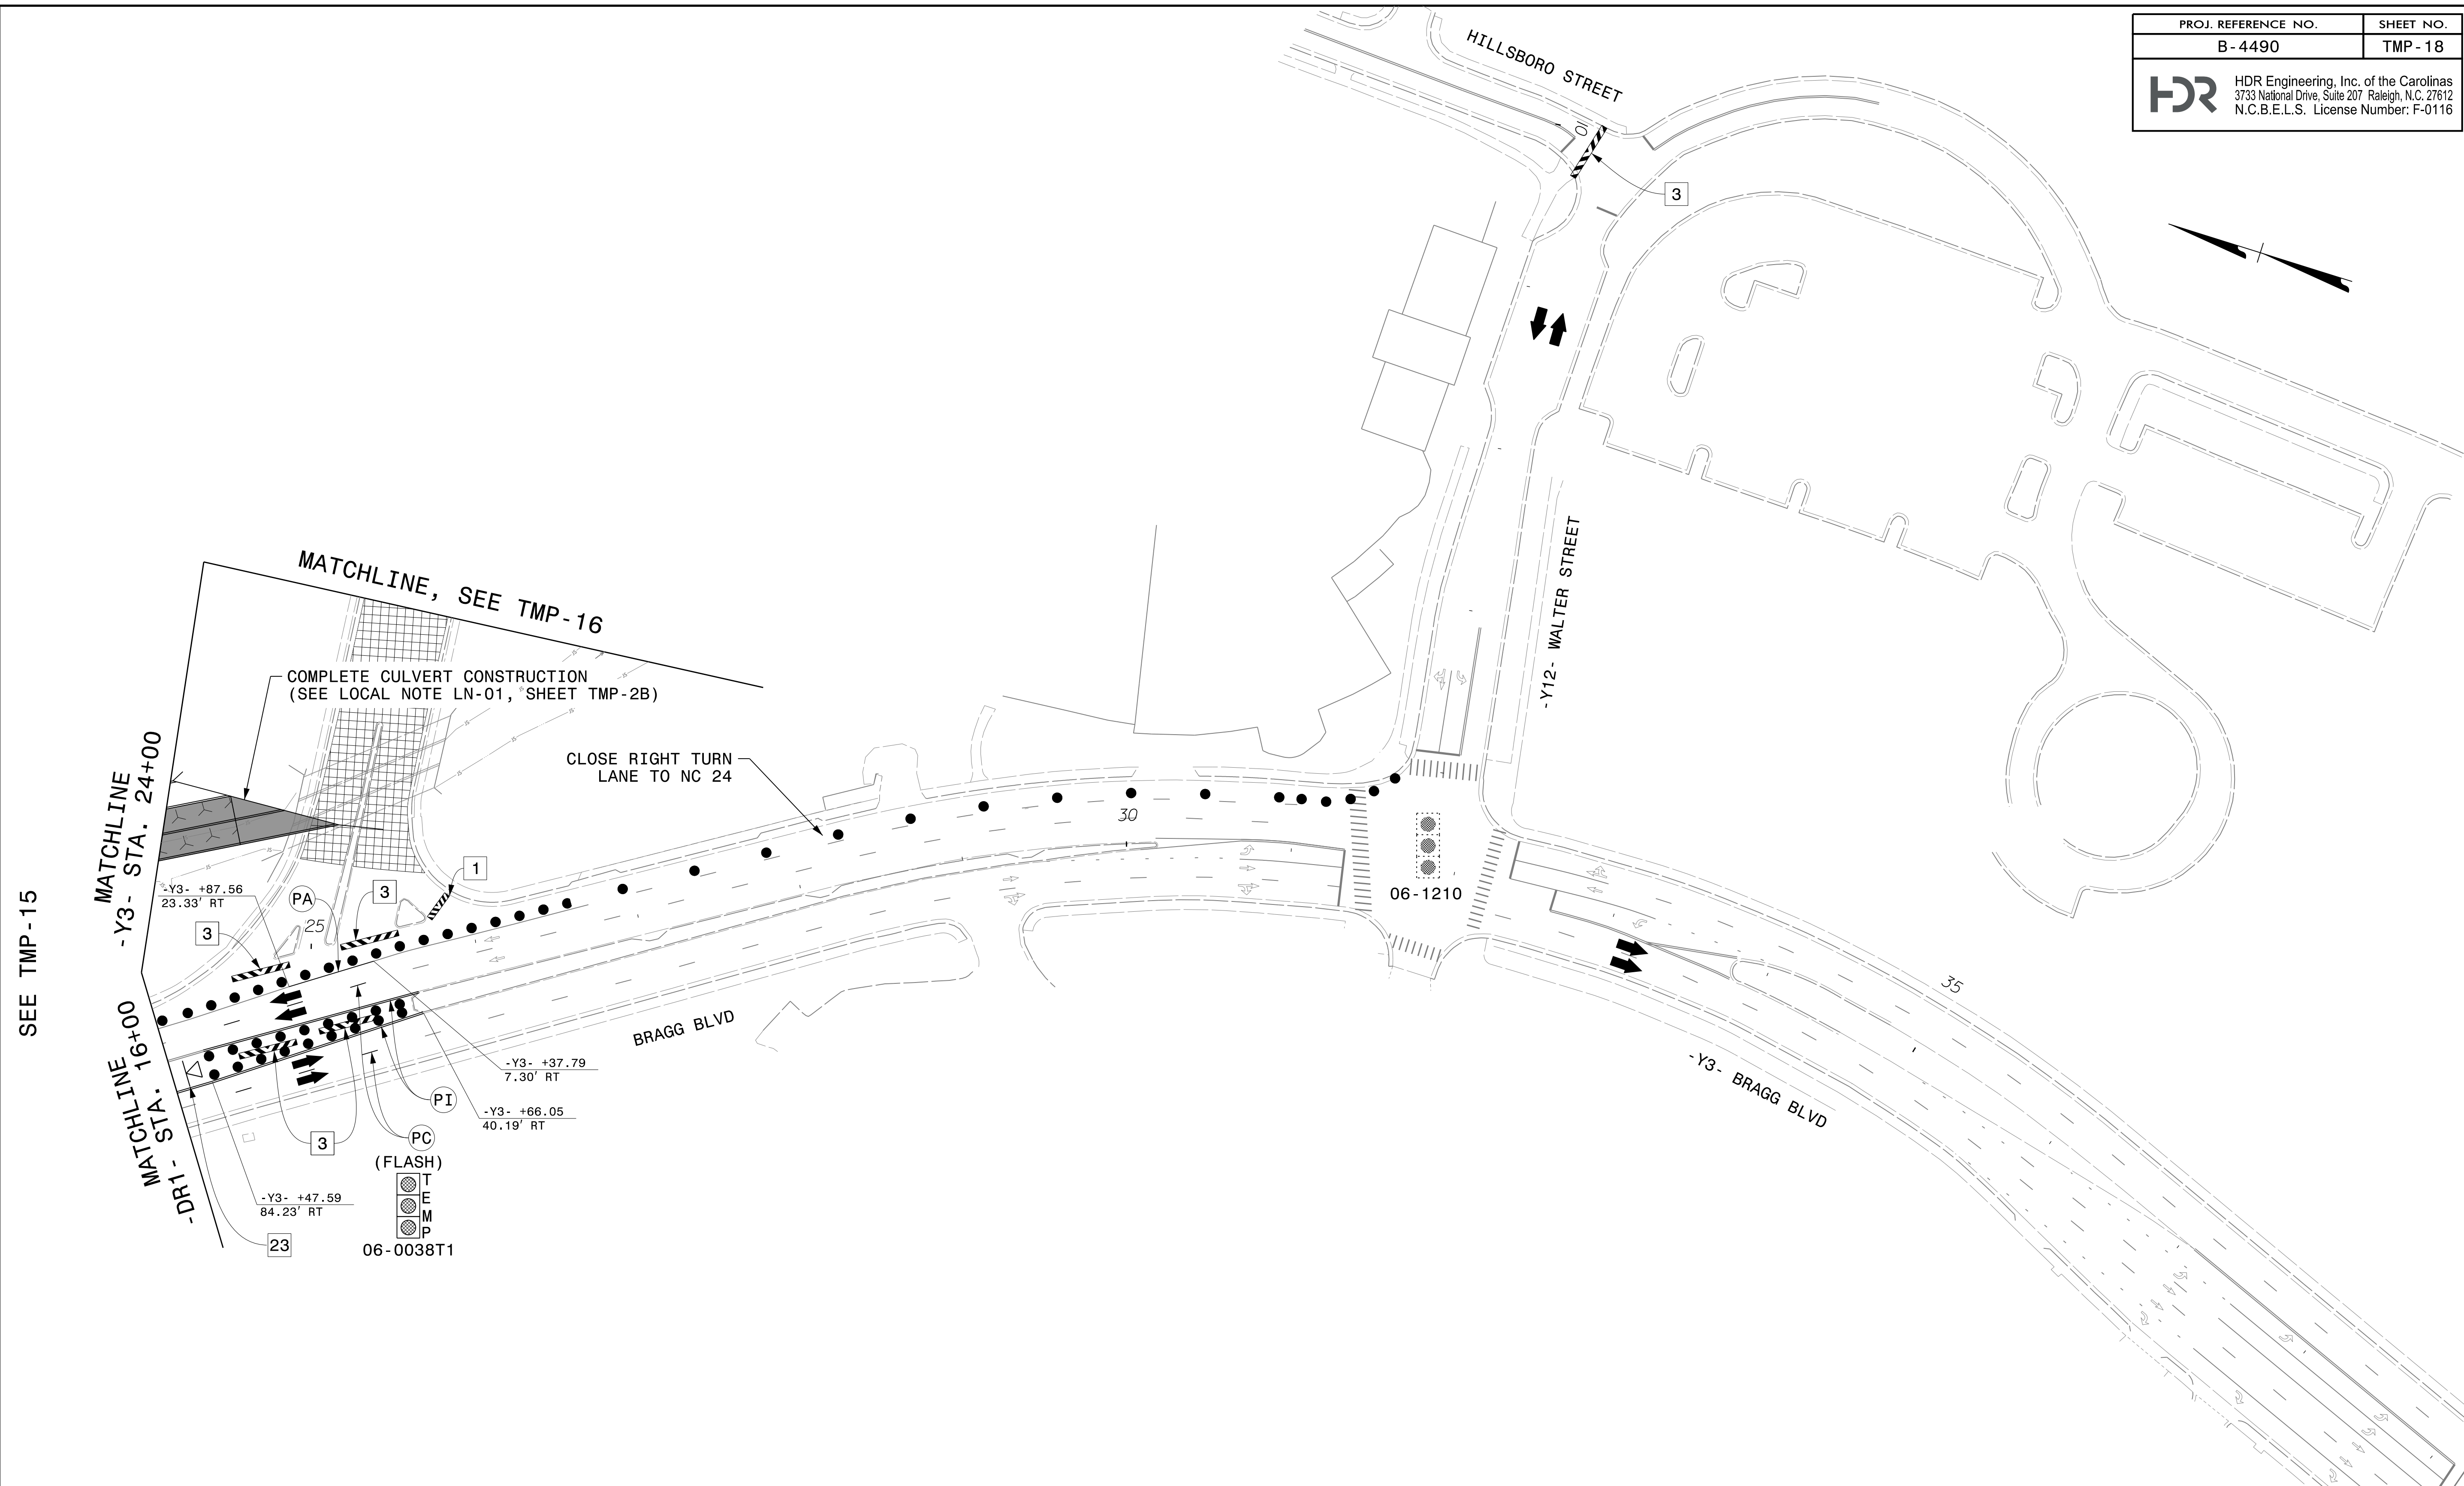 PROJ. REFERENCE NO.
SHEET NO.
B-4490
TMP-18
HDR
HDR Engineering, Inc. of the Carolinas
3733 National Drive, Suite 207 Raleigh, N.C. 27612
N.C.B.E.L.S. License Number: F-0116
HILLSBORO STREET
10
3
-Y12- WALTER STREET
MATCHLINE, SEE TMP-16
COMPLETE CULVERT CONSTRUCTION
(SEE LOCAL NOTE LN-01, SHEET TMP-2B)
CLOSE RIGHT TURN
LANE TO NC 24
MATCHLINE
-Y3- STA. 24+00
SEE TMP-15
-Y3- +87.56
23.33' RT
PA
3
1
3
25
30
06-1210
35
BRAGG BLVD
-Y3- BRAGG BLVD
-Y3- +37.79
7.30' RT
PI
-Y3- +66.05
40.19' RT
PC
3
(FLASH)
TEMP
06-0038T1
-Y3- +47.59
84.23' RT
23
MATCHLINE
-DR1- STA. 16+00